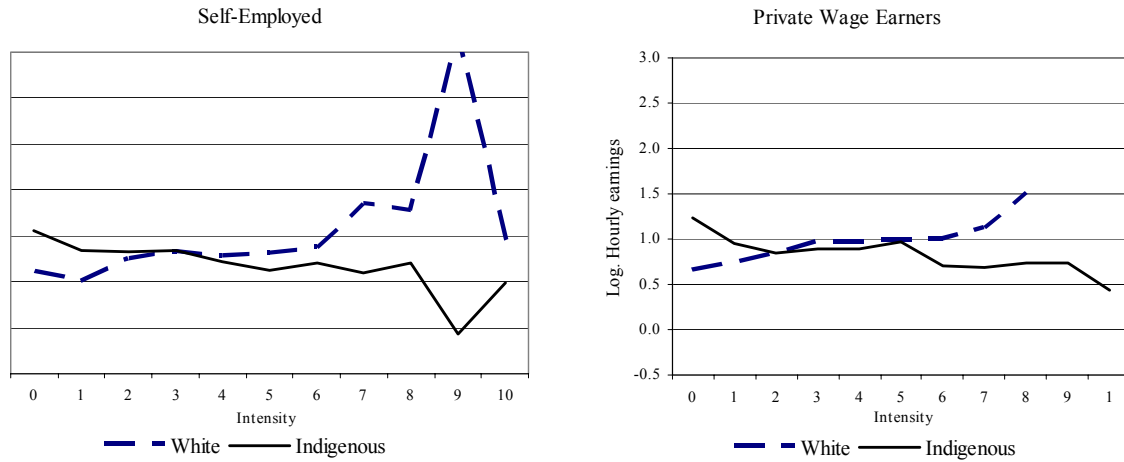 Self-Employed
0 1 2 3 4 5 6 7 8 9 10
Intensity
White Indigenous
Private Wage Earners
Log. Hourly earnings
3.0
2.5
2.0
1.5
1.0
0.5
0.0
-0.5
0 1 2 3 4 5 6 7 8 9 1
Intensity
White Indigenous